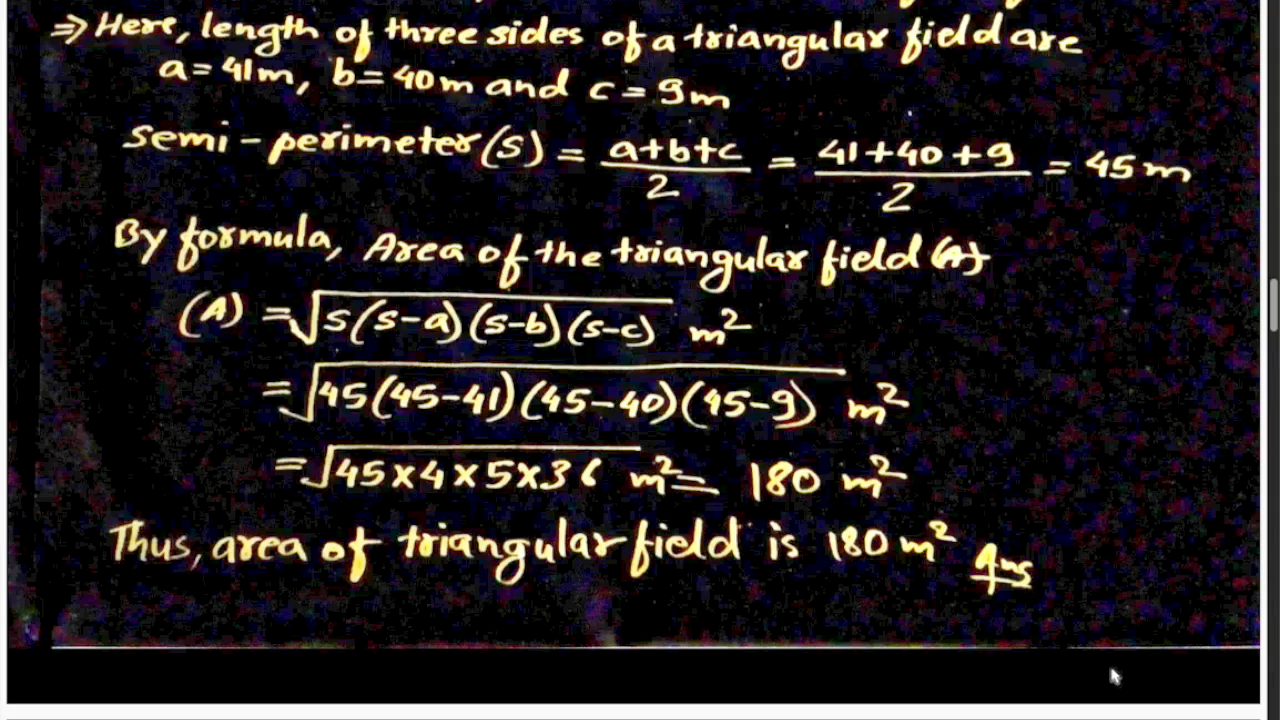 ⇒ Here, length of three sides of a triangular field are
a = 41m, b = 40m and c = 9m
Semi-perimeter (s) = a+b+c/2 = 41+40+9/2 = 45m
By formula, Area of the triangular field (A)
(A) = √s(s-a)(s-b)(s-c) m²
= √45(45-41)(45-40)(45-9) m²
= √45×4×5×36 m² = 180 m²
Thus, area of triangular field is 180 m² Ans